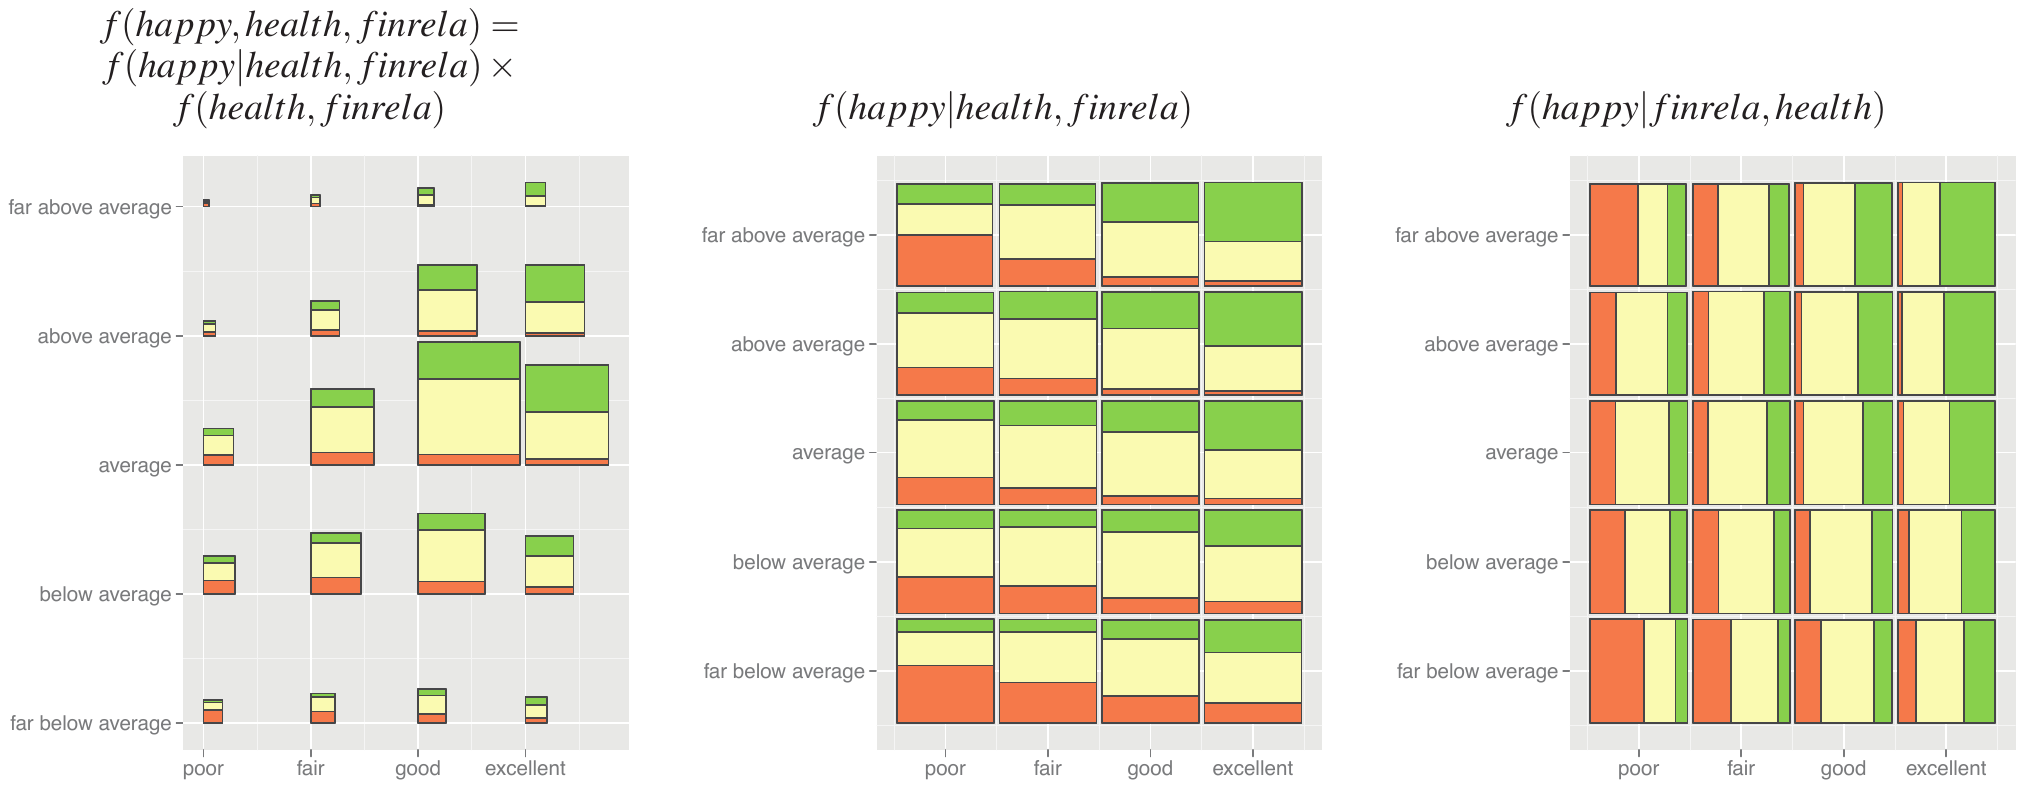 f(happy,health,finrela) =
f(happy|health,finrela) ×
f(health,finrela)
far above average
above average
average
below average
far below average
poor fair good excellent
f(happy|health,finrela)
far above average
above average
average
below average
far below average
poor fair good excellent
f(happy|finrela,health)
far above average
above average
average
below average
far below average
poor fair good excellent